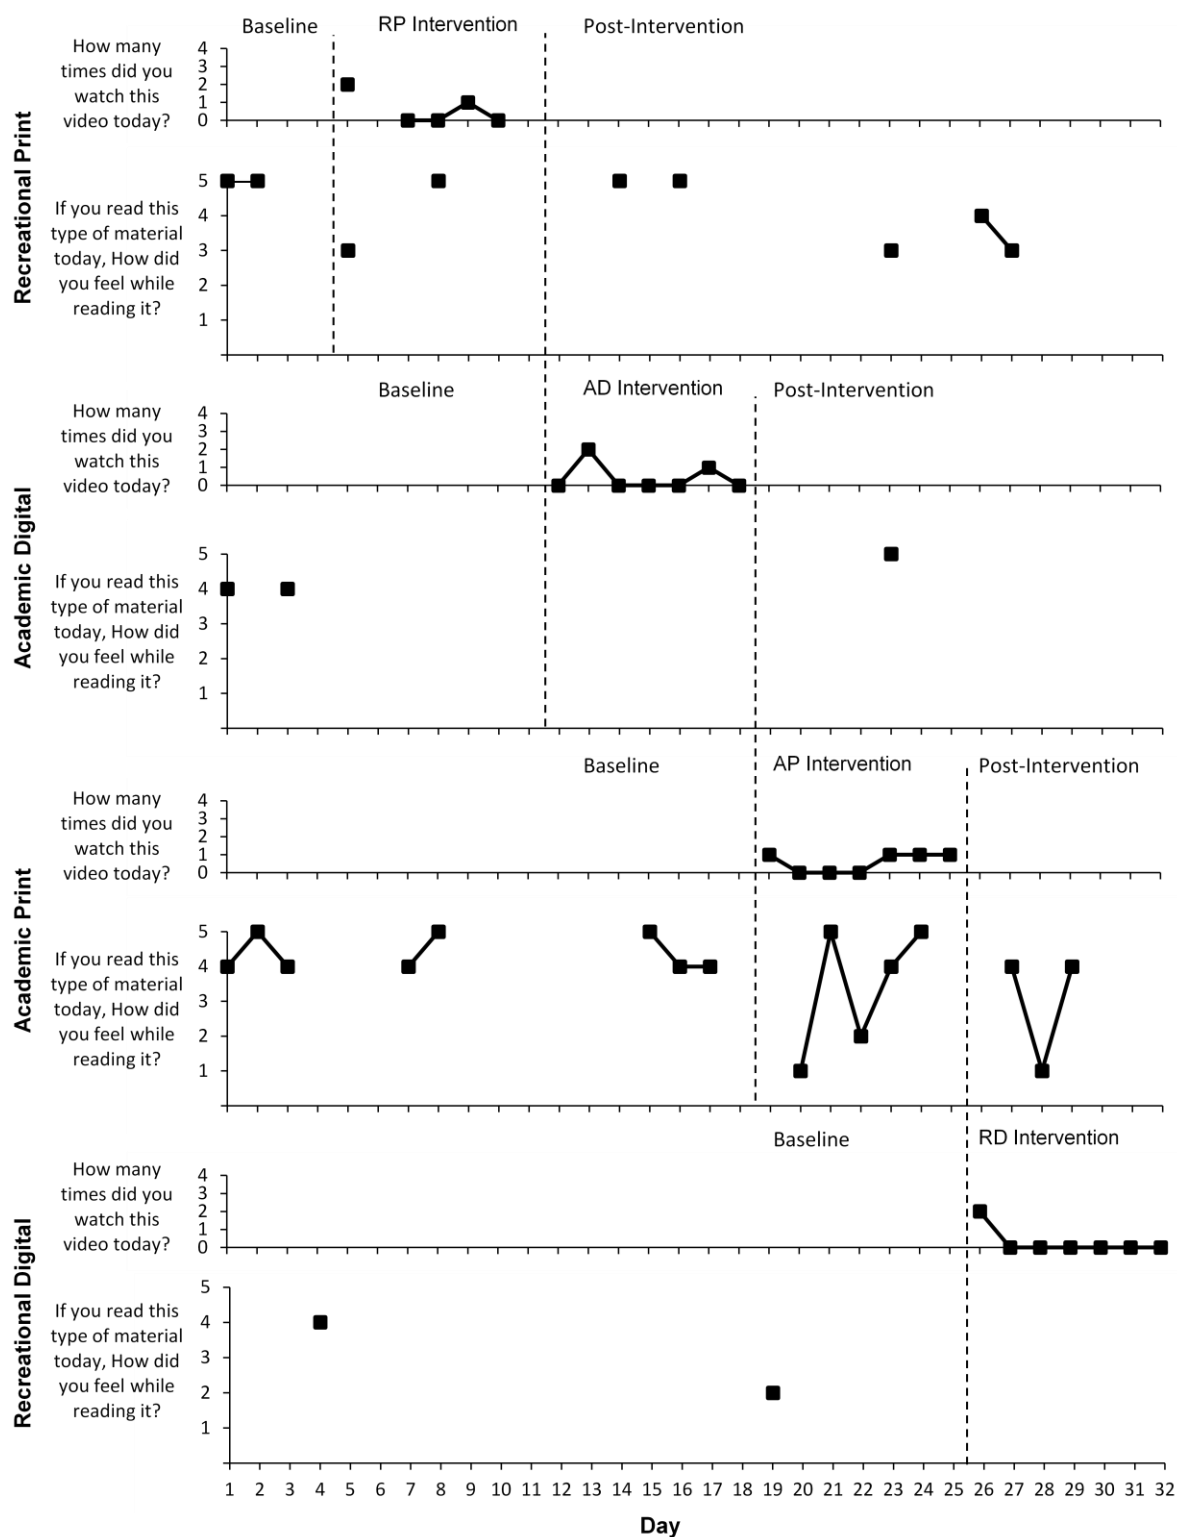 Baseline RP Intervention Post-Intervention
Recreational Print
How many
times did you
watch this
video today?
4
3
2
1
0
If you read this
type of material
today, How did
you feel while
reading it?
5
4
3
2
1
Baseline AD Intervention Post-Intervention
Academic Digital
How many
times did you
watch this
video today?
4
3
2
1
0
If you read this
type of material
today, How did
you feel while
reading it?
5
4
3
2
1
Baseline AP Intervention Post-Intervention
Academic Print
How many
times did you
watch this
video today?
4
3
2
1
0
If you read this
type of material
today, How did
you feel while
reading it?
5
4
3
2
1
Baseline RD Intervention
Recreational Digital
How many
times did you
watch this
video today?
4
3
2
1
0
If you read this
type of material
today, How did
you feel while
reading it?
5
4
3
2
1
1 2 3 4 5 6 7 8 9 10 11 12 13 14 15 16 17 18 19 20 21 22 23 24 25 26 27 28 29 30 31 32
Day